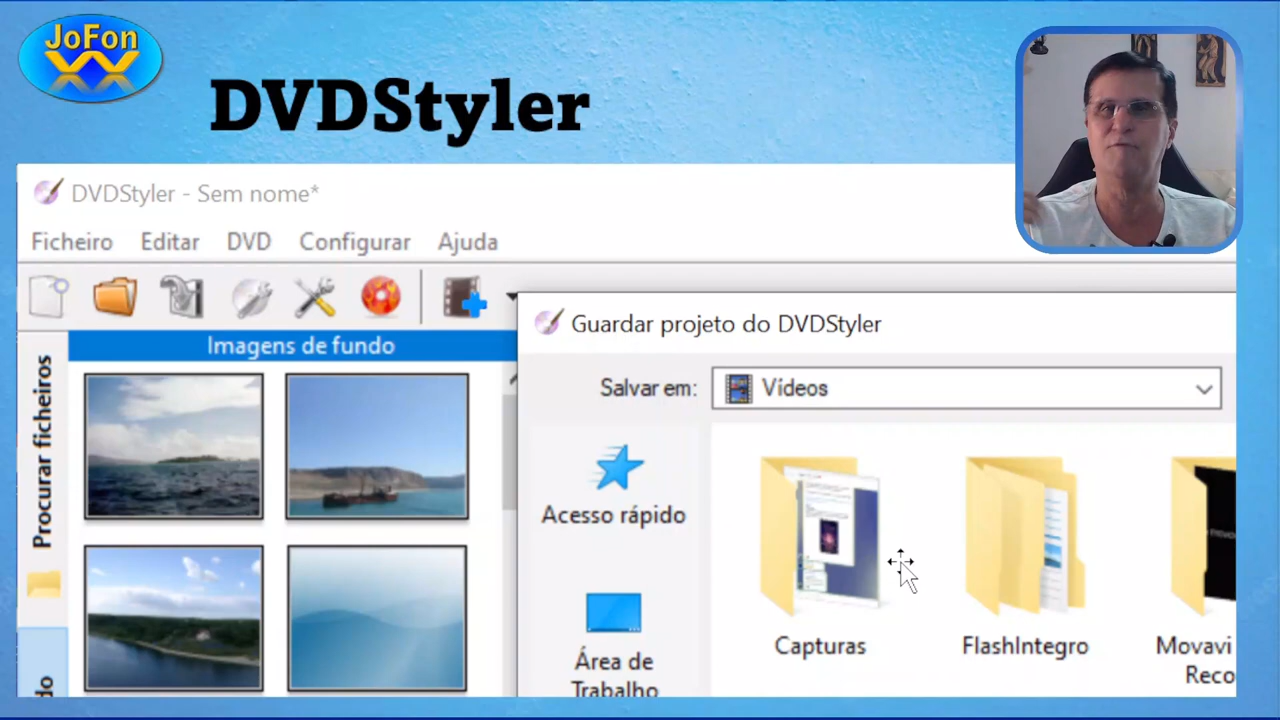 JoFon
W
DVDStyler
DVDStyler - Sem nome*
Ficheiro Editar DVD Configurar Ajuda
Imagens de fundo
Procurar ficheiros
do
Guardar projeto do DVDStyler
Salvar em: Vídeos
Acesso rápido
Área de
Trabalho
Capturas
FlashIntegro
Movavi
Reco